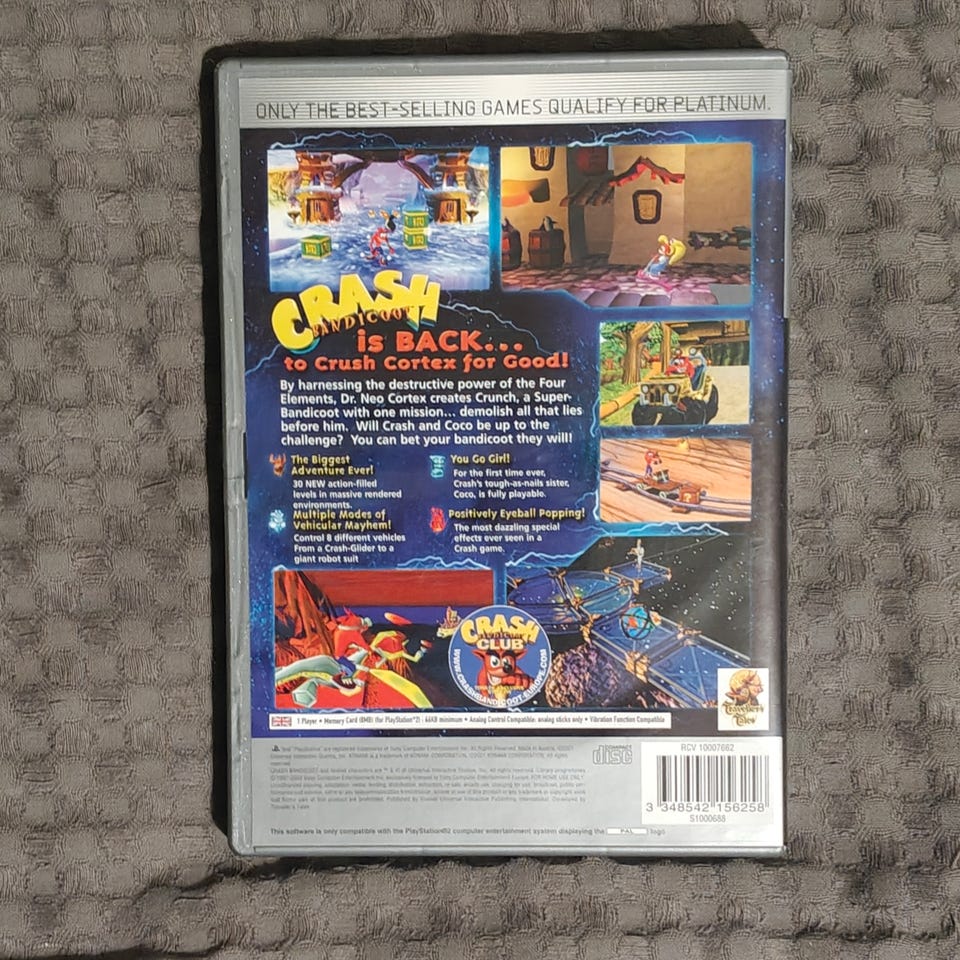 ONLY THE BEST-SELLING GAMES QUALIFY FOR PLATINUM.
CRASH
BANDICOOT
is BACK...
to Crush Cortex for Good!
By harnessing the destructive power of the Four
Elements, Dr. Neo Cortex creates Crunch, a Super-
Bandicoot with one mission... demolish all that lies
before him. Will Crash and Coco be up to the
challenge? You can bet your bandicoot they will!
The Biggest
Adventure Ever!
30 NEW action-filled
levels in massive rendered
environments.
You Go Girl!
For the first time ever,
Crash's tough-as-nails sister,
Coco, is fully playable.
Multiple Modes of
Vehicular Mayhem!
Control 8 different vehicles
From a Crash-Glider to a
giant robot suit
Positively Eyeball Popping!
The most dazzling special
effects ever seen in a
Crash game.
CRASH
BANDICOOT
CLUB
WWW.CRASHBANDICOOT-EUROPE.COM
Traveller's
Tales
1 Player • Memory Card (8MB) (for PlayStation®2) : 66KB minimum • Analog Control Compatible: analog sticks only • Vibration Function Compatible
COMPACT
disc
RCV 10007662
3 348542 156258
S1000688
This software is only compatible with the PlayStation®2 computer entertainment system displaying the PAL logo